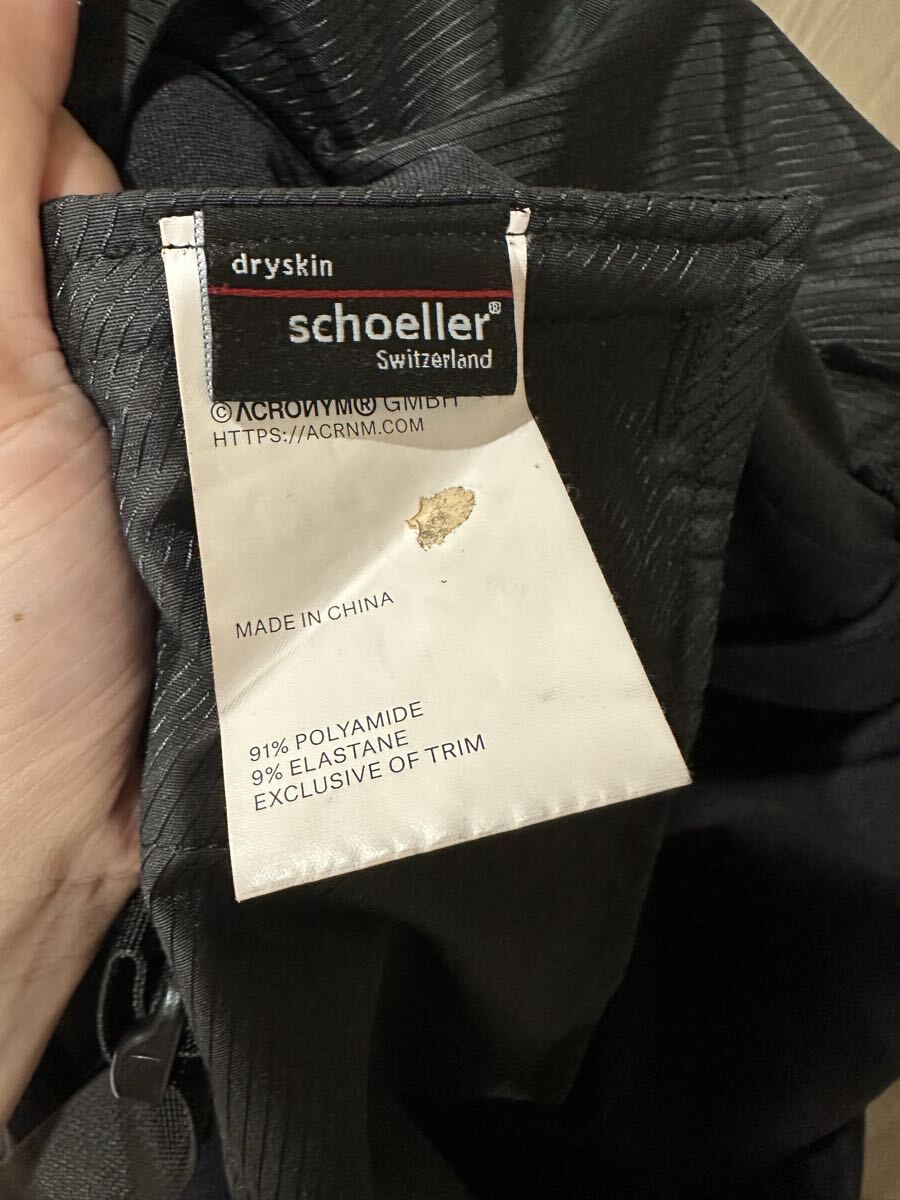 dryskin
schoeller®
Switzerland
©ACRONYM® GMBH
HTTPS://ACRNM.COM
MADE IN CHINA
91% POLYAMIDE
9% ELASTANE
EXCLUSIVE OF TRIM